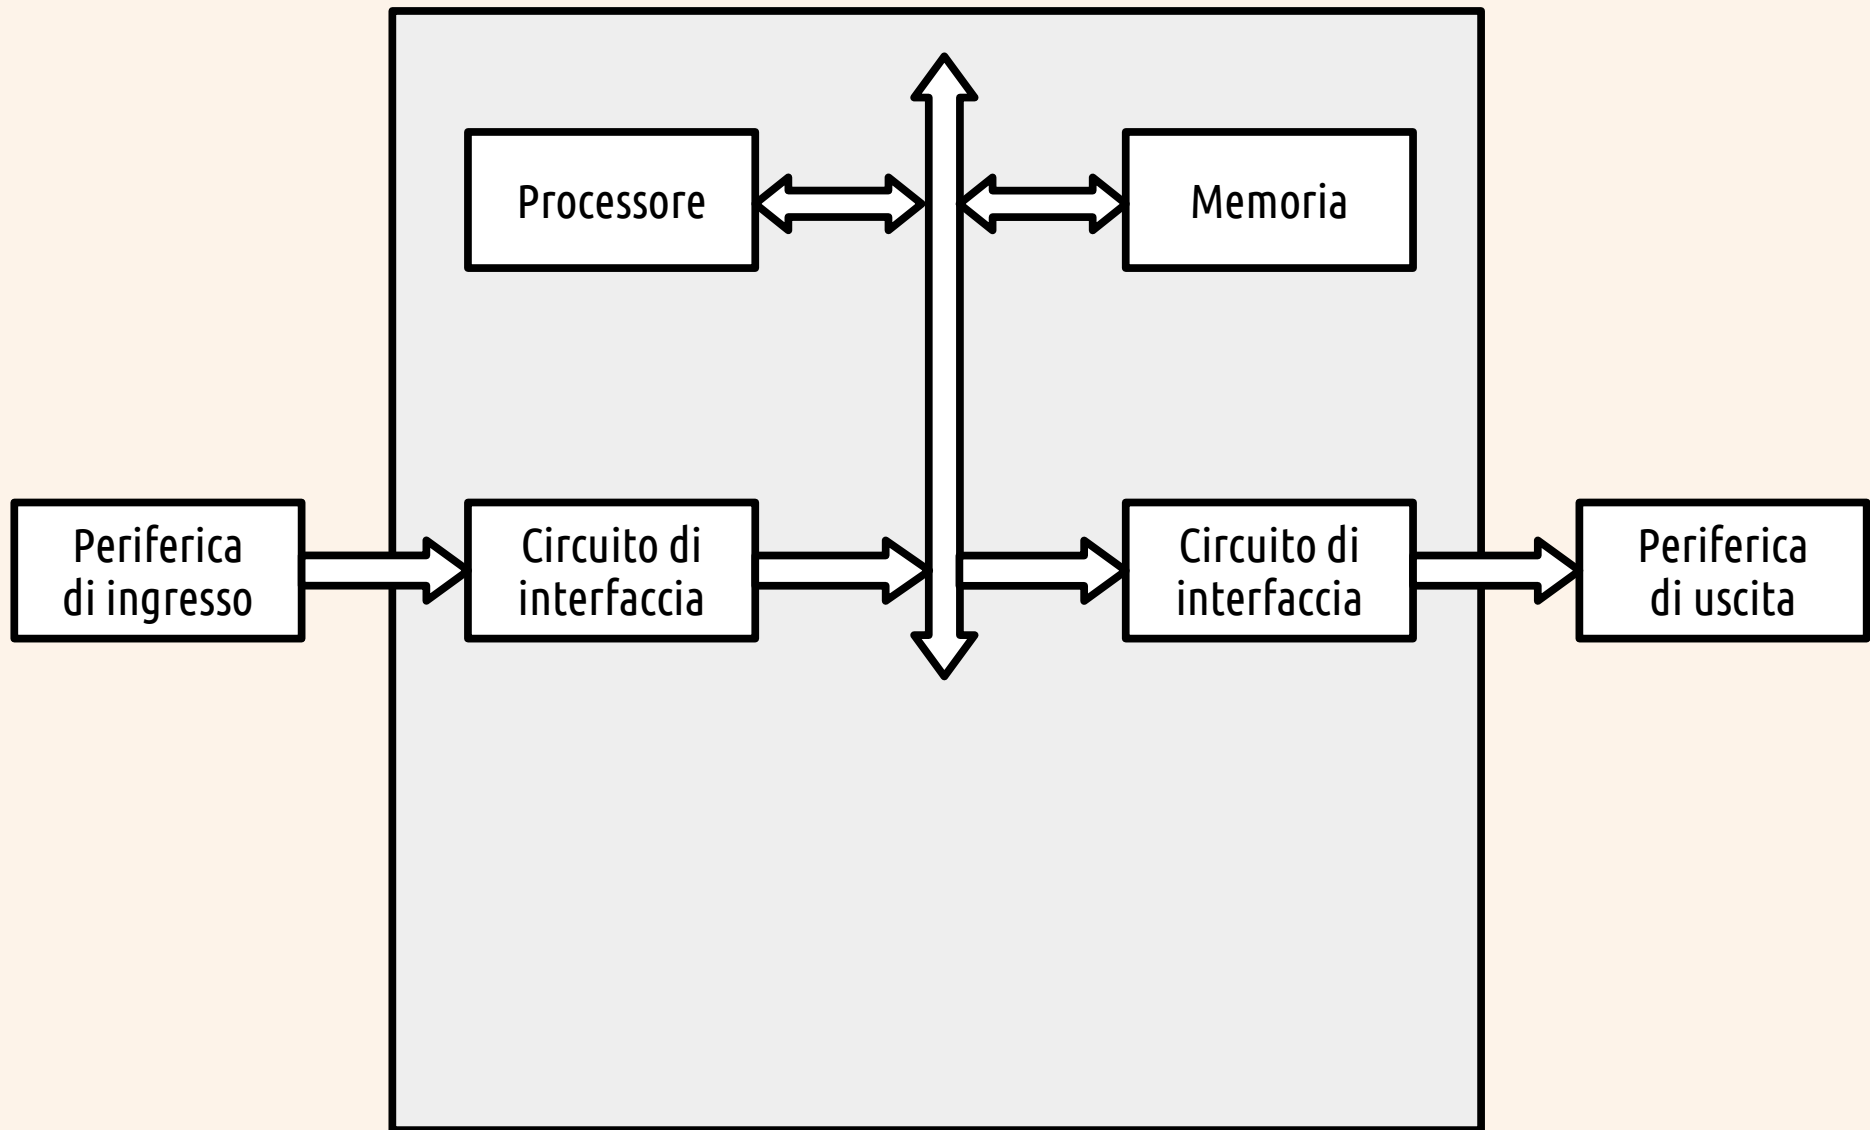 Processore
Memoria
Periferica
di ingresso
Circuito di
interfaccia
Circuito di
interfaccia
Periferica
di uscita